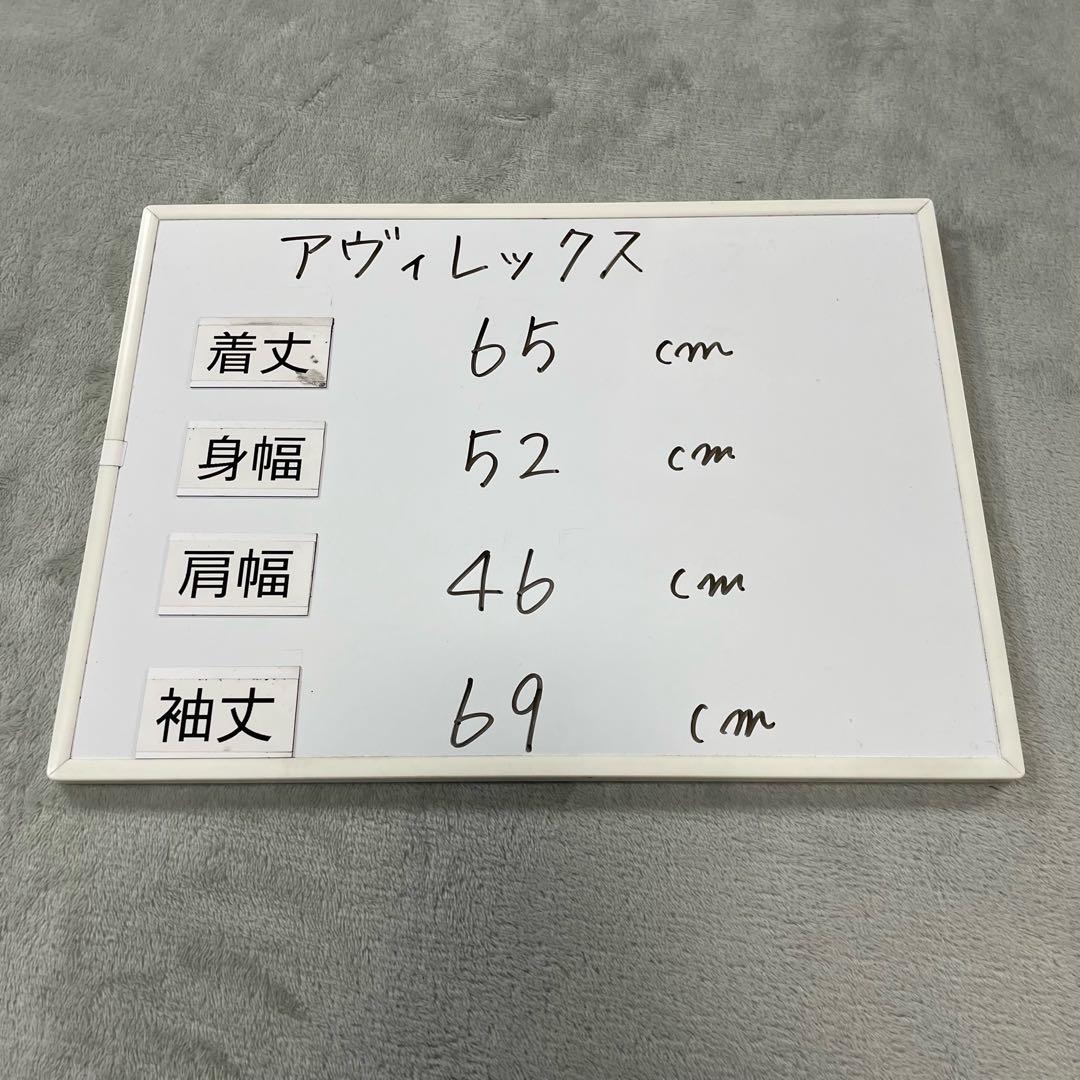 アヴィレックス
着丈 65 cm
身幅 52 cm
肩幅 46 cm
袖丈 69 cm